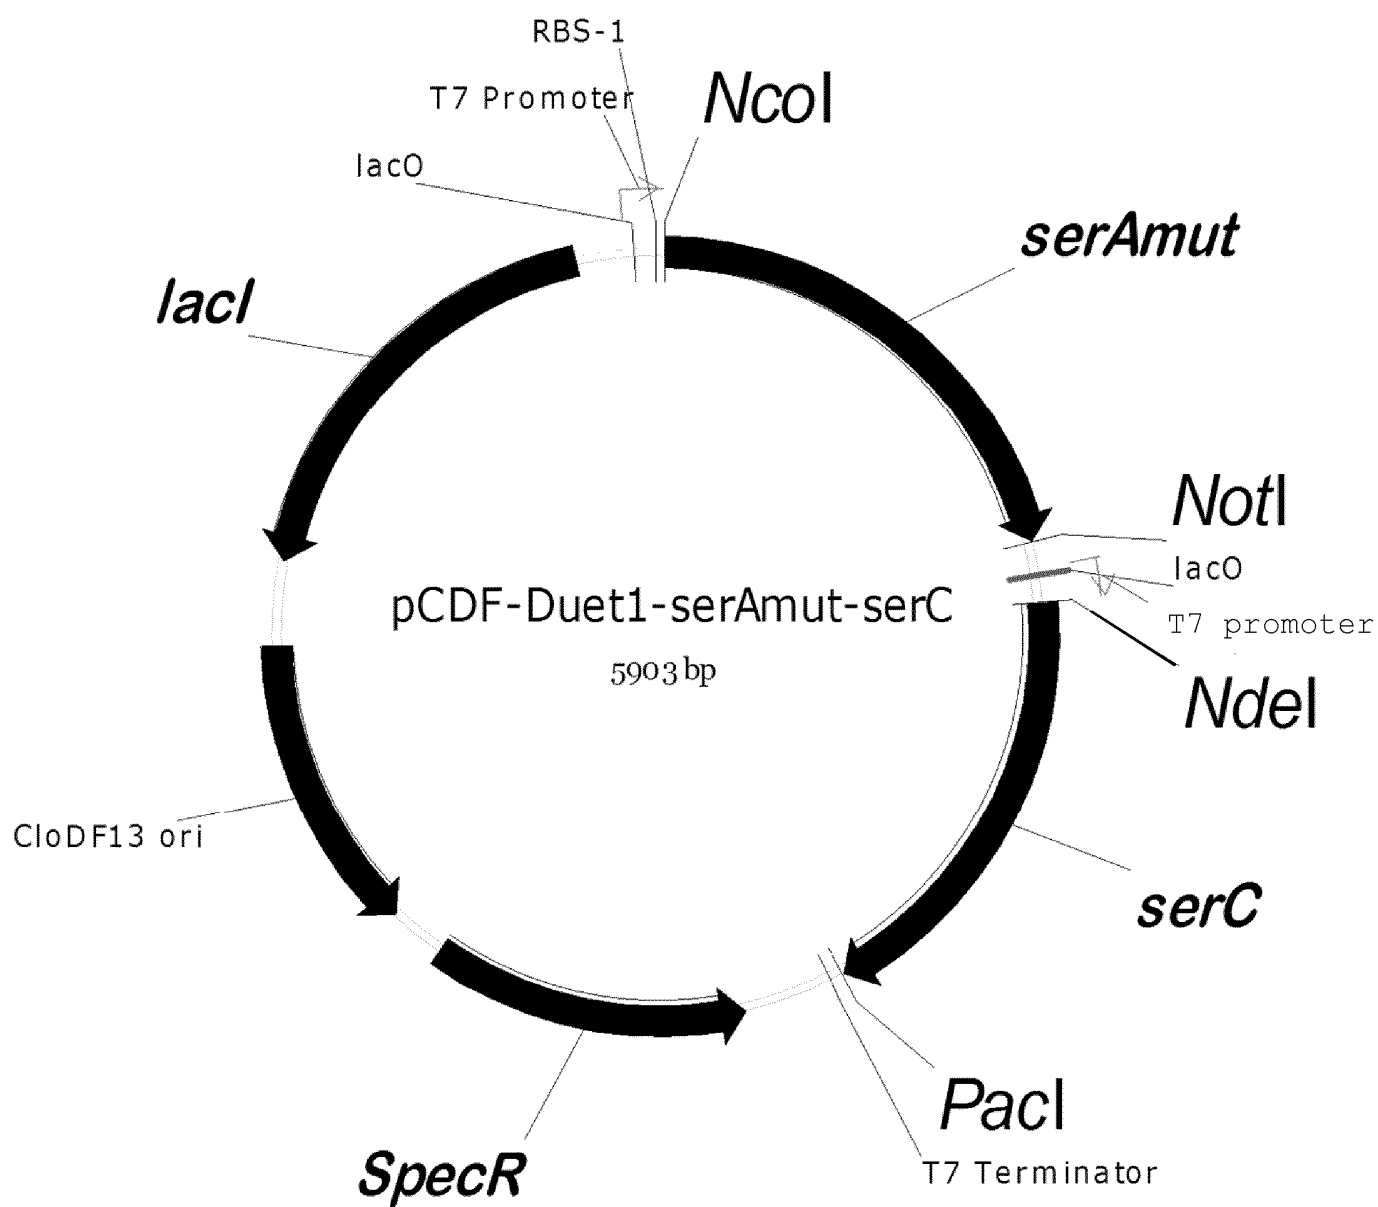 RBS-1
T7 Promoter
NcoI
lacO
serAmut
lacI
NotI
lacO
pCDF-Duet1-serAmut-serC
T7 promoter
5903 bp
NdeI
CloDF13 ori
serC
PacI
SpecR
T7 Terminator